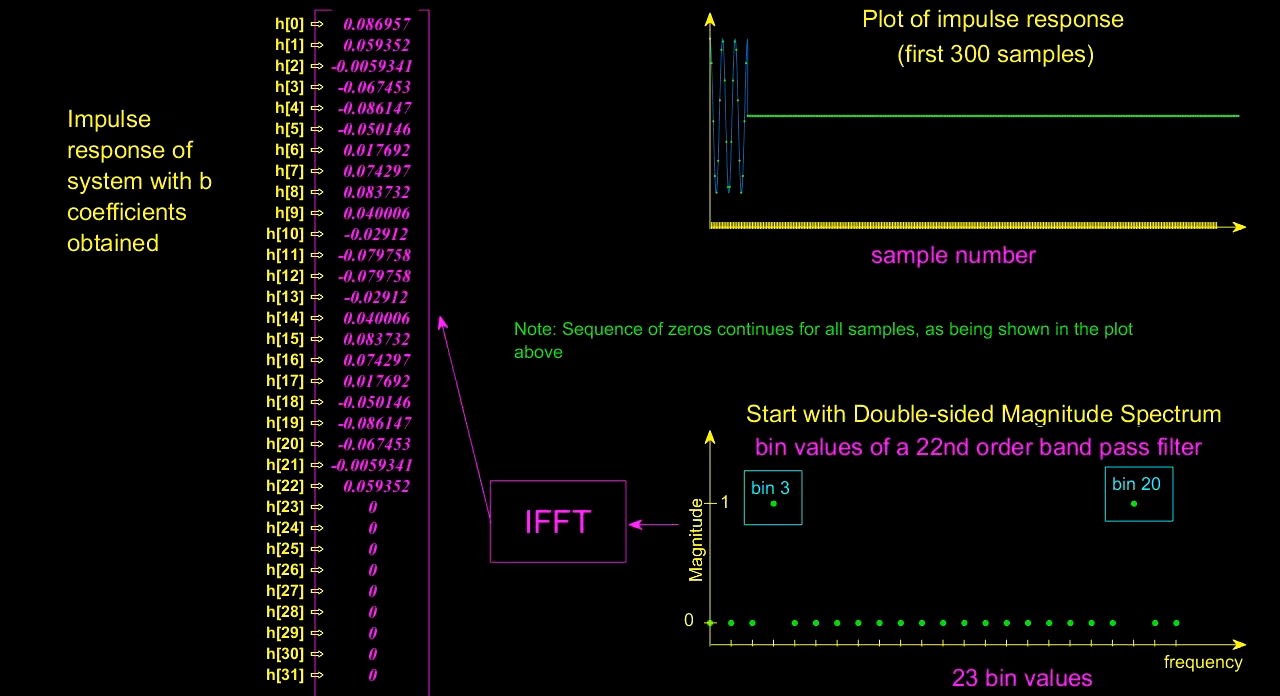 Impulse
response of
system with b
coefficients
obtained
h[0] ⇨ 0.086957
h[1] ⇨ 0.059352
h[2] ⇨ -0.0059341
h[3] ⇨ -0.067453
h[4] ⇨ -0.086147
h[5] ⇨ -0.050146
h[6] ⇨ 0.017692
h[7] ⇨ 0.074297
h[8] ⇨ 0.083732
h[9] ⇨ 0.040006
h[10] ⇨ -0.02912
h[11] ⇨ -0.079758
h[12] ⇨ -0.079758
h[13] ⇨ -0.02912
h[14] ⇨ 0.040006
h[15] ⇨ 0.083732
h[16] ⇨ 0.074297
h[17] ⇨ 0.017692
h[18] ⇨ -0.050146
h[19] ⇨ -0.086147
h[20] ⇨ -0.067453
h[21] ⇨ -0.0059341
h[22] ⇨ 0.059352
h[23] ⇨ 0
h[24] ⇨ 0
h[25] ⇨ 0
h[26] ⇨ 0
h[27] ⇨ 0
h[28] ⇨ 0
h[29] ⇨ 0
h[30] ⇨ 0
h[31] ⇨ 0
Plot of impulse response
(first 300 samples)
sample number
Note: Sequence of zeros continues for all samples, as being shown in the plot
above
Start with Double-sided Magnitude Spectrum
bin values of a 22nd order band pass filter
bin 3
bin 20
1
Magnitude
0
IFFT
frequency
23 bin values